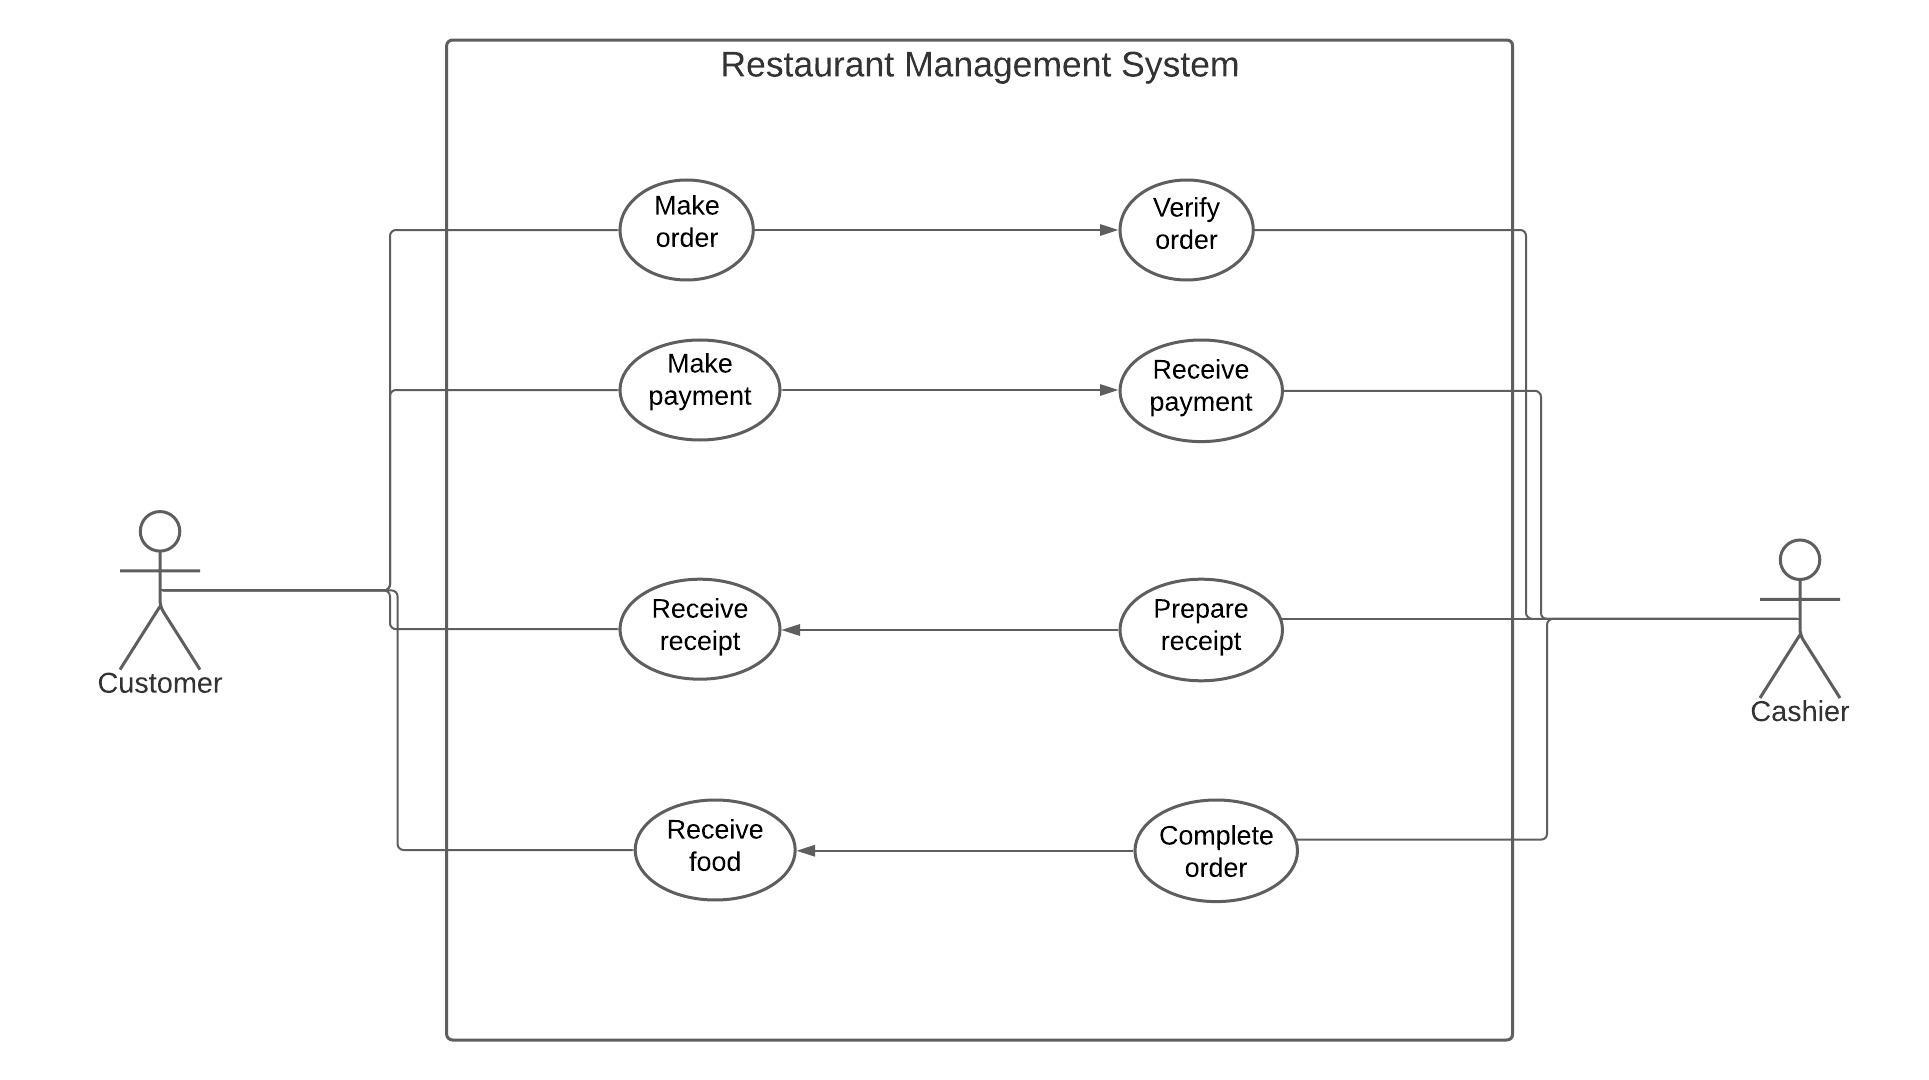 Restaurant Management System
Make
order
Verify
order
Make
payment
Receive
payment
Customer
Receive
receipt
Prepare
receipt
Cashier
Receive
food
Complete
order